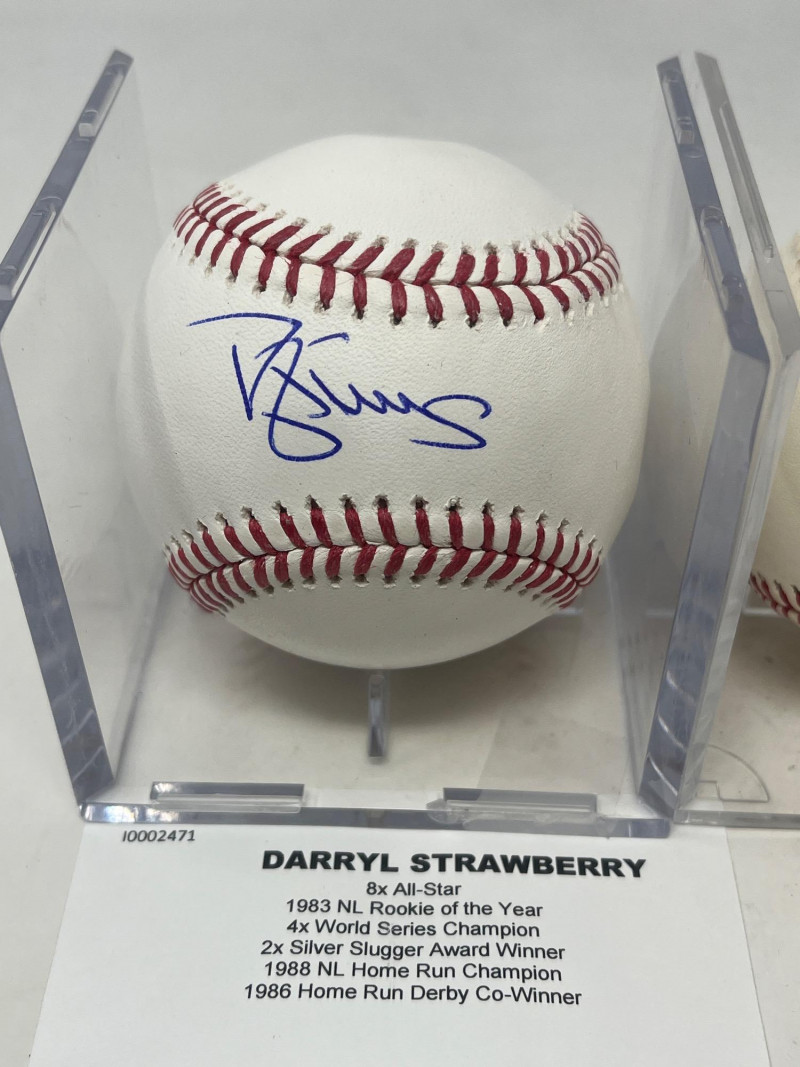 I0002471
DARRYL STRAWBERRY
8x All-Star
1983 NL Rookie of the Year
4x World Series Champion
2x Silver Slugger Award Winner
1988 NL Home Run Champion
1986 Home Run Derby Co-Winner